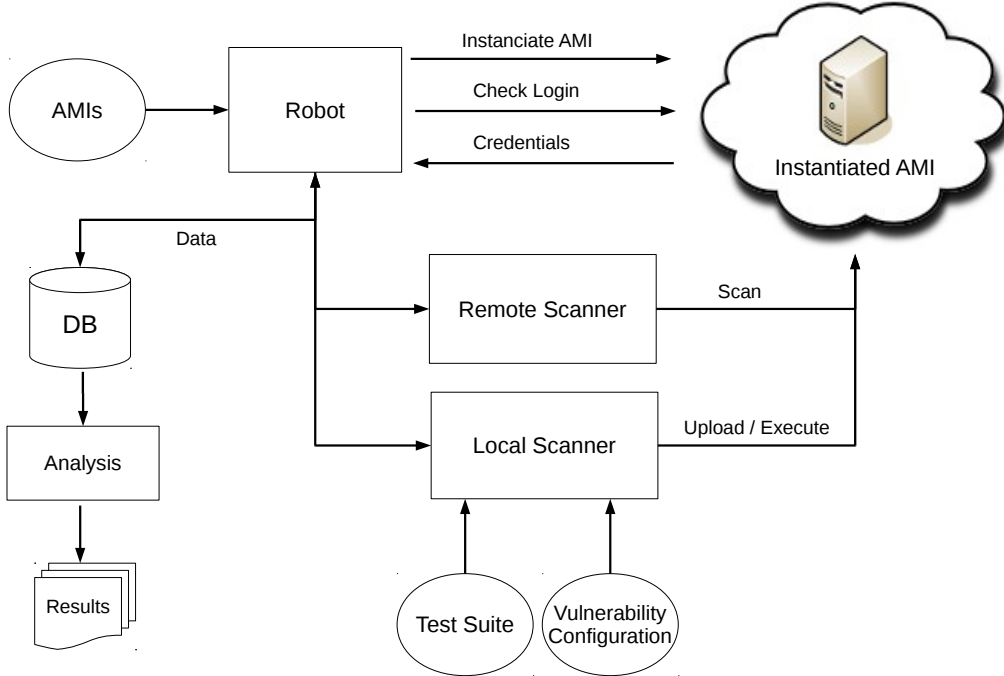 Instanciate AMI
AMIs
Robot
Check Login
Credentials
Instantiated AMI
Data
Remote Scanner
Scan
DB
Local Scanner
Upload / Execute
Analysis
Results
Test Suite
Vulnerability
Configuration